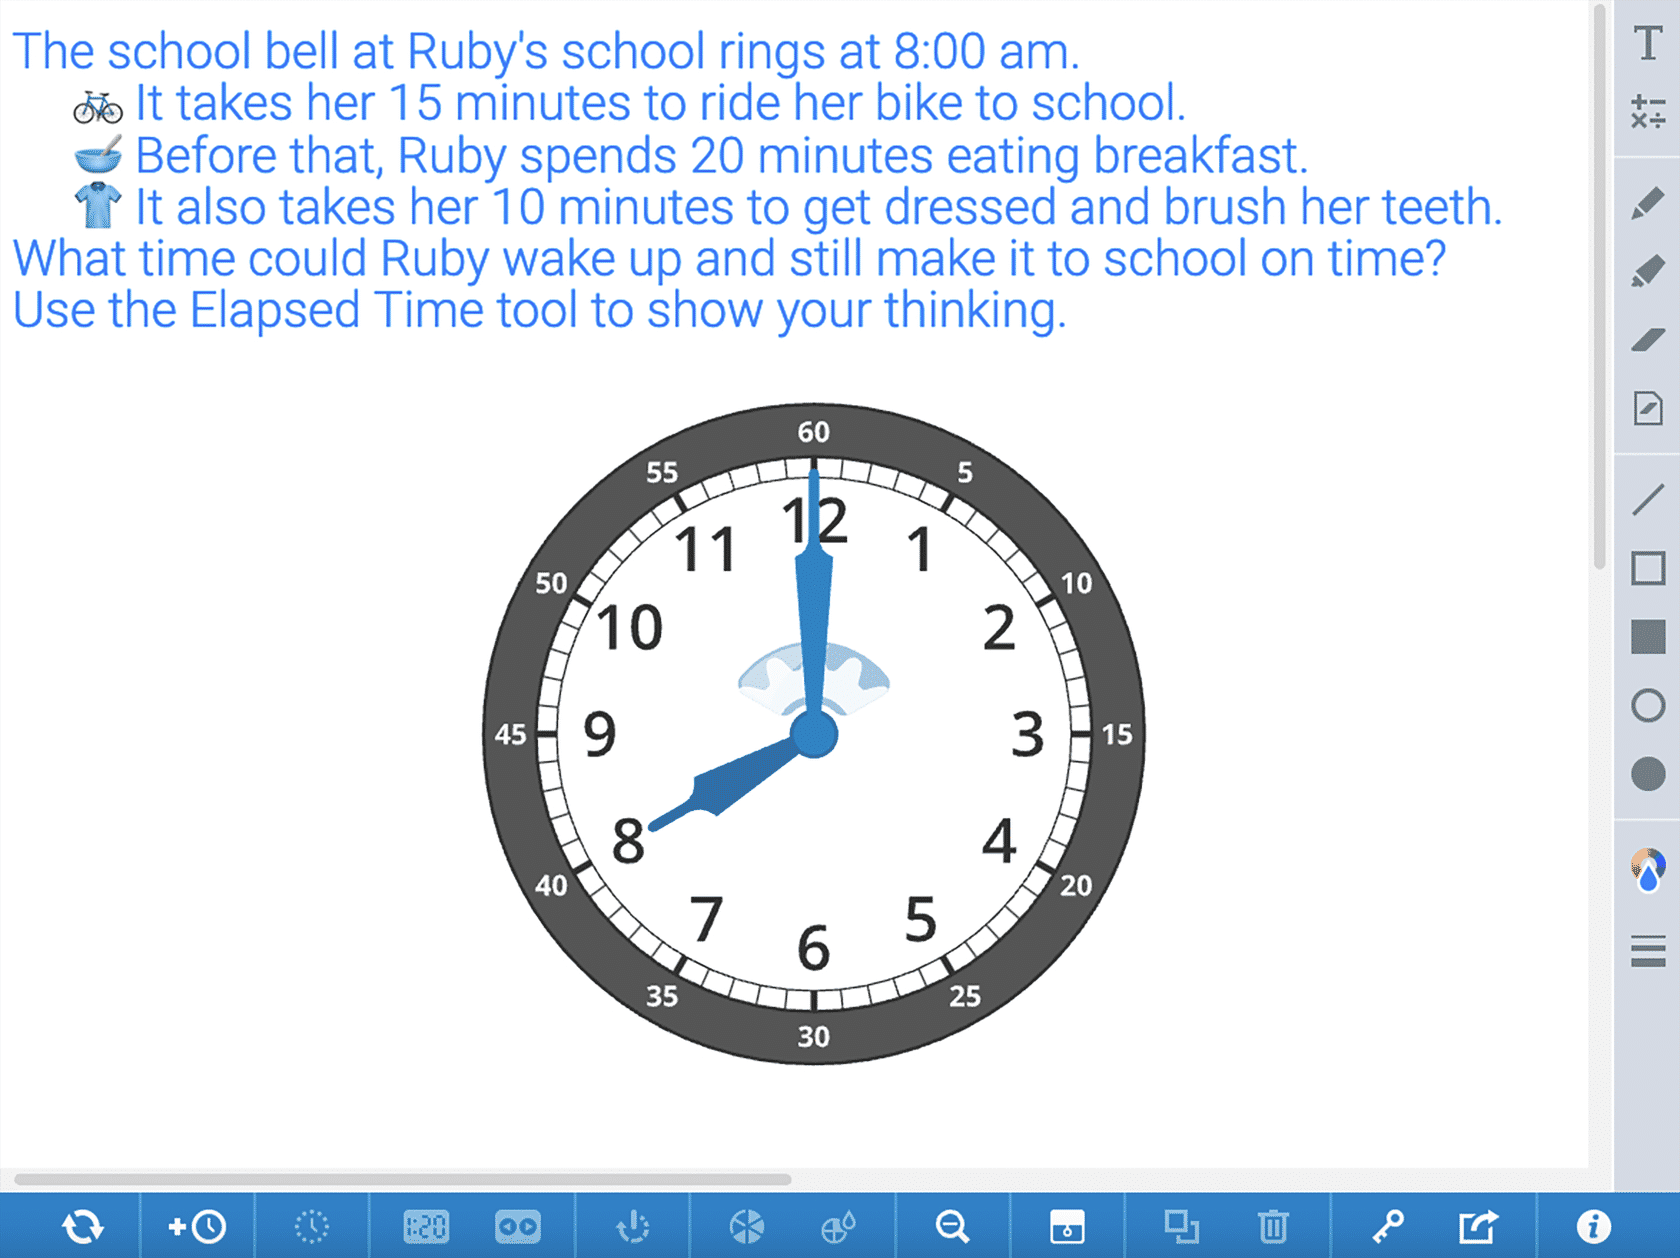 The school bell at Ruby's school rings at 8:00 am.
It takes her 15 minutes to ride her bike to school.
Before that, Ruby spends 20 minutes eating breakfast.
It also takes her 10 minutes to get dressed and brush her teeth.
What time could Ruby wake up and still make it to school on time?
Use the Elapsed Time tool to show your thinking.
60
55 5
12
11 1
50 10
10 2
45 9 3 15
8 4
40 20
7 5
6
35 25
30
T
+−
×÷
+
1:20
i